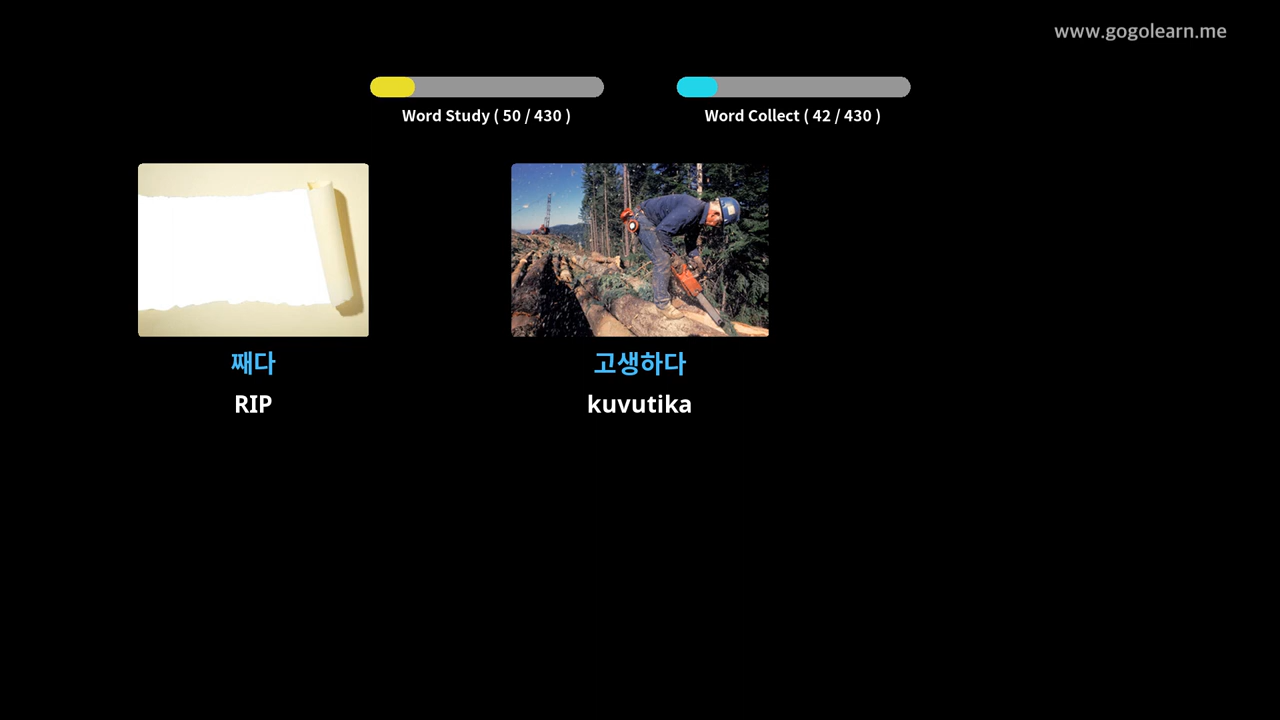 www.gogolearn.me
Word Study ( 50 / 430 )
Word Collect ( 42 / 430 )
째다
RIP
고생하다
kuvutika